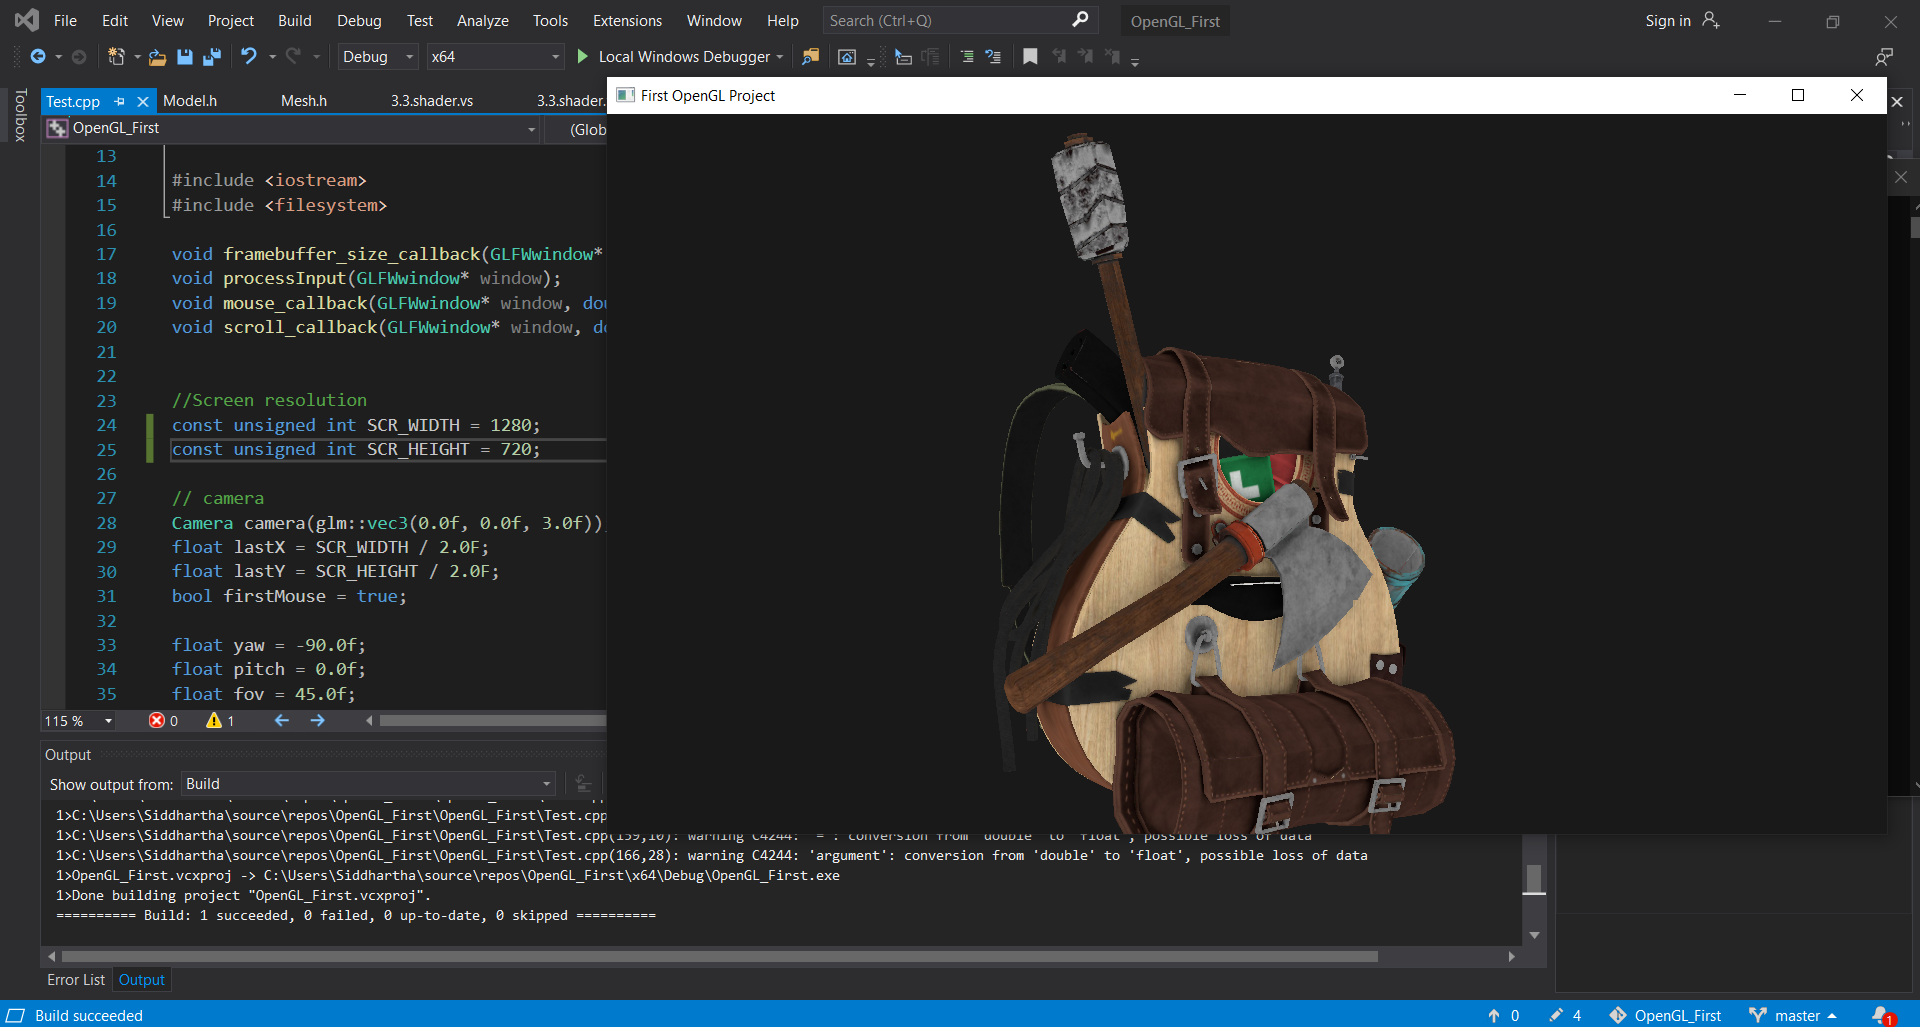 File Edit View Project Build Debug Test Analyze Tools Extensions Window Help Search (Ctrl+Q) OpenGL_First Sign in
Debug x64 Local Windows Debugger
Toolbox
Test.cpp Model.h Mesh.h 3.3.shader.vs 3.3.shader.
First OpenGL Project
OpenGL_First (Glob
13
14 #include <iostream>
15 #include <filesystem>
16
17 void framebuffer_size_callback(GLFWwindow*
18 void processInput(GLFWwindow* window);
19 void mouse_callback(GLFWwindow* window, dou
20 void scroll_callback(GLFWwindow* window, do
21
22
23 //Screen resolution
24 const unsigned int SCR_WIDTH = 1280;
25 const unsigned int SCR_HEIGHT = 720;
26
27 // camera
28 Camera camera(glm::vec3(0.0f, 0.0f, 3.0f))
29 float lastX = SCR_WIDTH / 2.0F;
30 float lastY = SCR_HEIGHT / 2.0F;
31 bool firstMouse = true;
32
33 float yaw = -90.0f;
34 float pitch = 0.0f;
35 float fov = 45.0f;
115 % 0 1
Output
Show output from: Build
1>C:\Users\Siddhartha\source\repos\OpenGL_First\OpenGL_First\Test.cpp
1>C:\Users\Siddhartha\source\repos\OpenGL_First\OpenGL_First\Test.cpp(159,10): warning C4244: '=': conversion from 'double' to 'float', possible loss of data
1>C:\Users\Siddhartha\source\repos\OpenGL_First\OpenGL_First\Test.cpp(166,28): warning C4244: 'argument': conversion from 'double' to 'float', possible loss of data
1>OpenGL_First.vcxproj -> C:\Users\Siddhartha\source\repos\OpenGL_First\x64\Debug\OpenGL_First.exe
1>Done building project "OpenGL_First.vcxproj".
========== Build: 1 succeeded, 0 failed, 0 up-to-date, 0 skipped ==========
Error List Output
Build succeeded 0 4 OpenGL_First master 1